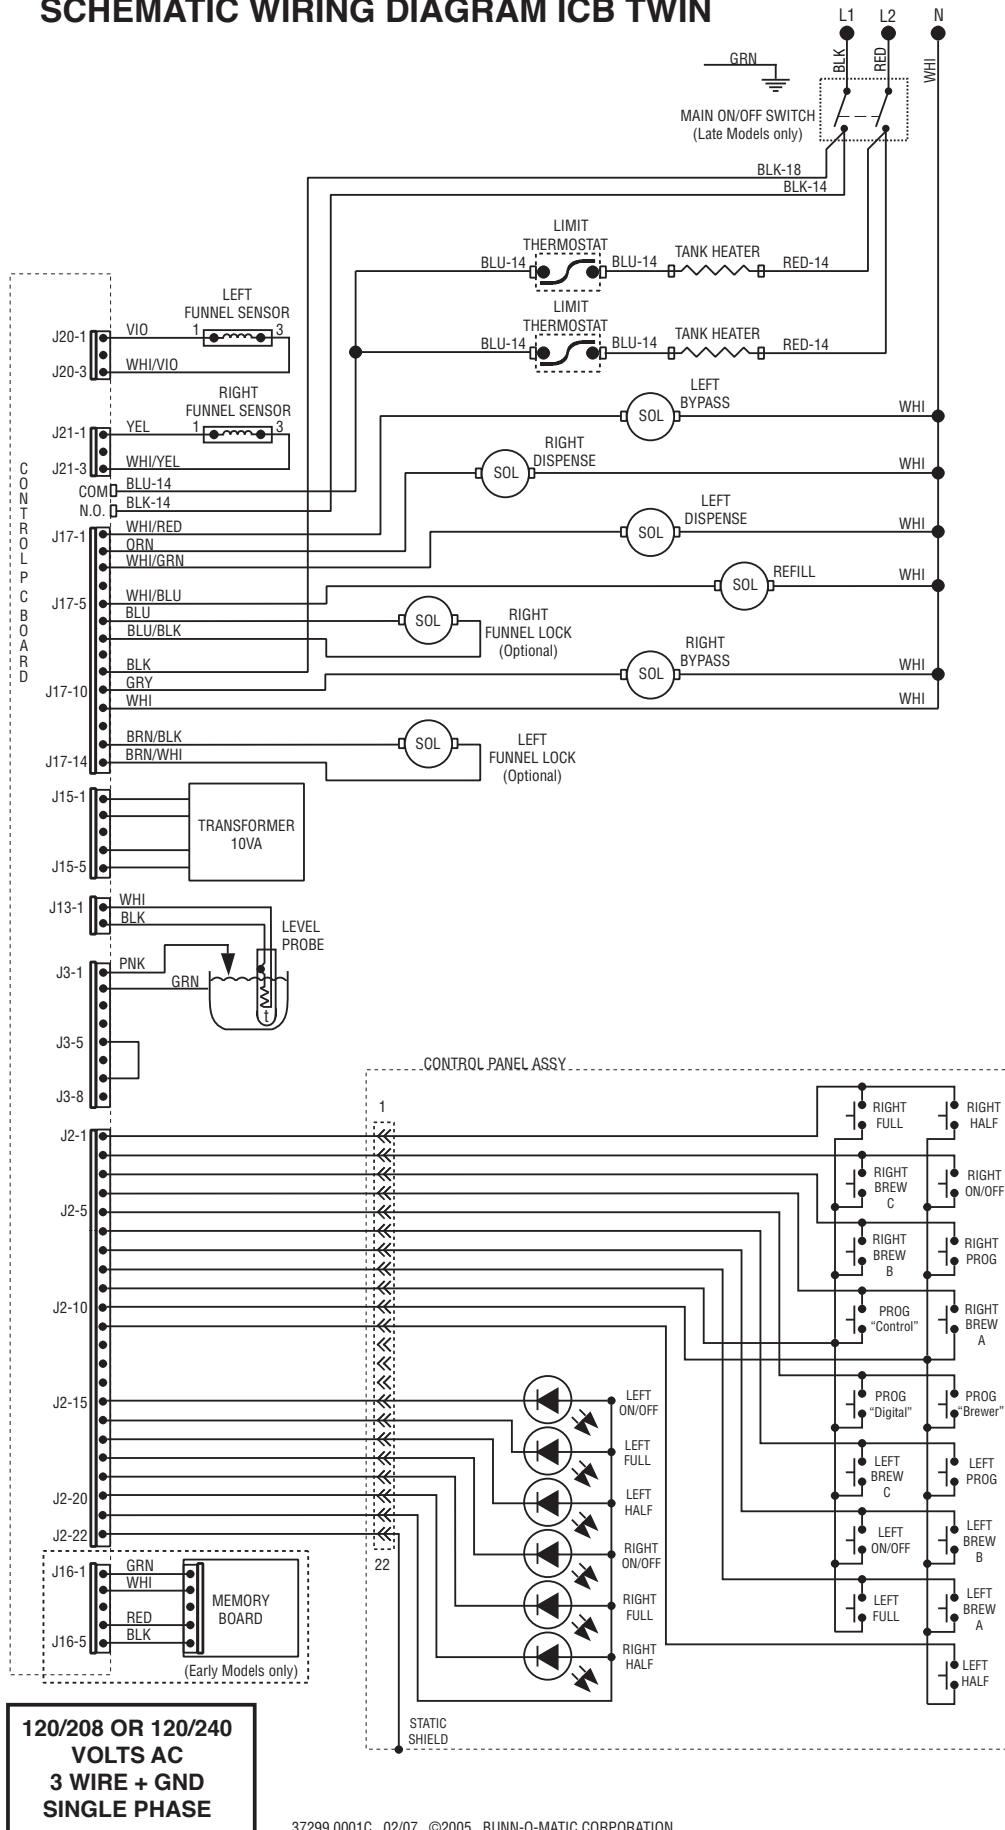 SCHEMATIC WIRING DIAGRAM ICB TWIN
L1
L2
N
GRN
BLK
RED
WHI
MAIN ON/OFF SWITCH
(Late Models only)
BLK-18
BLK-14
LIMIT
THERMOSTAT
TANK HEATER
BLU-14
BLU-14
RED-14
LIMIT
THERMOSTAT
TANK HEATER
BLU-14
BLU-14
RED-14
CONTROL PC BOARD
LEFT
FUNNEL SENSOR
J20-1
VIO
1
3
J20-3
WHI/VIO
RIGHT
FUNNEL SENSOR
J21-1
YEL
1
3
J21-3
WHI/YEL
COM
BLU-14
N.O.
BLK-14
LEFT
BYPASS
SOL
WHI
RIGHT
DISPENSE
SOL
WHI
LEFT
DISPENSE
SOL
WHI
REFILL
SOL
WHI
J17-1
WHI/RED
ORN
WHI/GRN
J17-5
WHI/BLU
BLU
BLU/BLK
SOL
RIGHT
FUNNEL LOCK
(Optional)
RIGHT
BYPASS
SOL
WHI
BLK
J17-10
GRY
WHI
WHI
BRN/BLK
J17-14
BRN/WHI
SOL
LEFT
FUNNEL LOCK
(Optional)
J15-1
J15-5
TRANSFORMER
10VA
J13-1
WHI
BLK
LEVEL
PROBE
J3-1
PNK
GRN
t
J3-5
J3-8
CONTROL PANEL ASSY
1
22
J2-1
J2-5
J2-10
J2-15
J2-20
J2-22
RIGHT
FULL
RIGHT
HALF
RIGHT
BREW
C
RIGHT
ON/OFF
RIGHT
BREW
B
RIGHT
PROG
PROG
“Control”
RIGHT
BREW
A
PROG
“Digital”
PROG
“Brewer”
LEFT
BREW
C
LEFT
PROG
LEFT
ON/OFF
LEFT
BREW
B
LEFT
FULL
LEFT
BREW
A
LEFT
HALF
LEFT
ON/OFF
LEFT
FULL
LEFT
HALF
RIGHT
ON/OFF
RIGHT
FULL
RIGHT
HALF
STATIC
SHIELD
J16-1
GRN
WHI
RED
J16-5
BLK
MEMORY
BOARD
(Early Models only)
120/208 OR 120/240
VOLTS AC
3 WIRE + GND
SINGLE PHASE
37299.0001C 02/07 ©2005 BUNN-O-MATIC CORPORATION